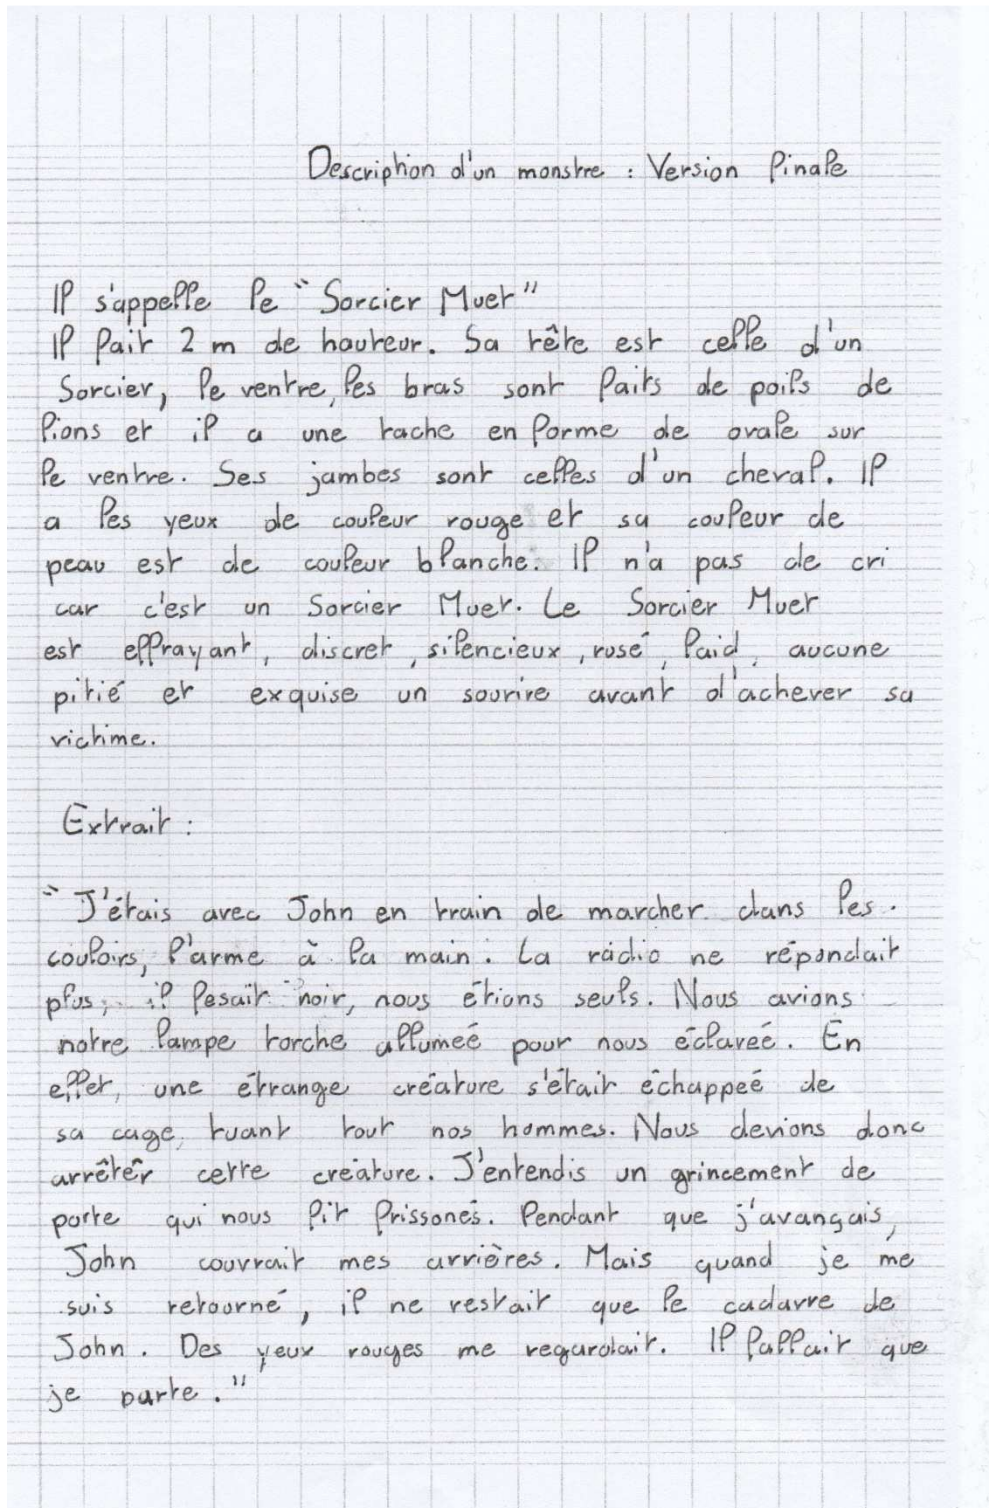 Description d'un monstre : Version finale
Il s'appelle le "Sorcier Muet"
Il fait 2 m de hauteur. Sa tête est celle d'un
Sorcier, le ventre, les bras sont faits de poils de
lions et il a une tache en forme de ovale sur
le ventre. Ses jambes sont celles d'un cheval. Il
a les yeux de couleur rouge et sa couleur de
peau est de couleur blanche. Il n'a pas de cri
car c'est un Sorcier Muet. Le Sorcier Muet
est effrayant, discret, silencieux, rusé, laid, aucune
pitié et exquise un sourire avant d'achever sa
victime.
Extrait :
"J'étais avec John en train de marcher dans les
couloirs, l'arme à la main. La radio ne répondait
plus, il fesait noir, nous étions seuls. Nous avions
notre lampe torche allumeé pour nous éclareé. En
effet, une étrange créature s'était échappeé de
sa cage, tuant tout nos hommes. Nous devions donc
arrêtêr cette créature. J'entendis un grincement de
porte qui nous fit frissonés. Pendant que j'avançais,
John couvrait mes arrières. Mais quand je me
suis retourné, il ne restait que le cadavre de
John. Des yeux rouges me regardait. Il fallait que
je parte."